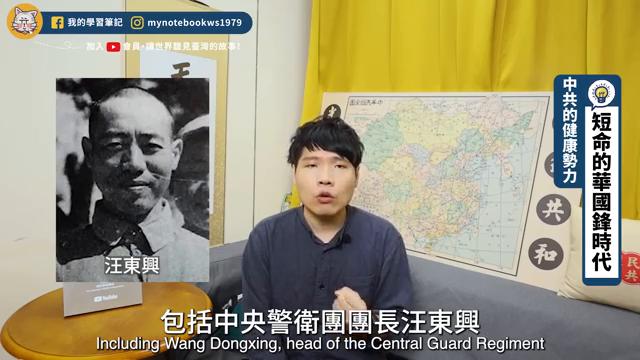 我的學習筆記 mynotebookws1979
加入 YouTube 會員，讓世界聽見臺灣的故事！
短命的華國鋒時代
中共的健康勢力
共
和
民共
汪東興
YouTube
包括中央警衛團團長汪東興
Including Wang Dongxing, head of the Central Guard Regiment